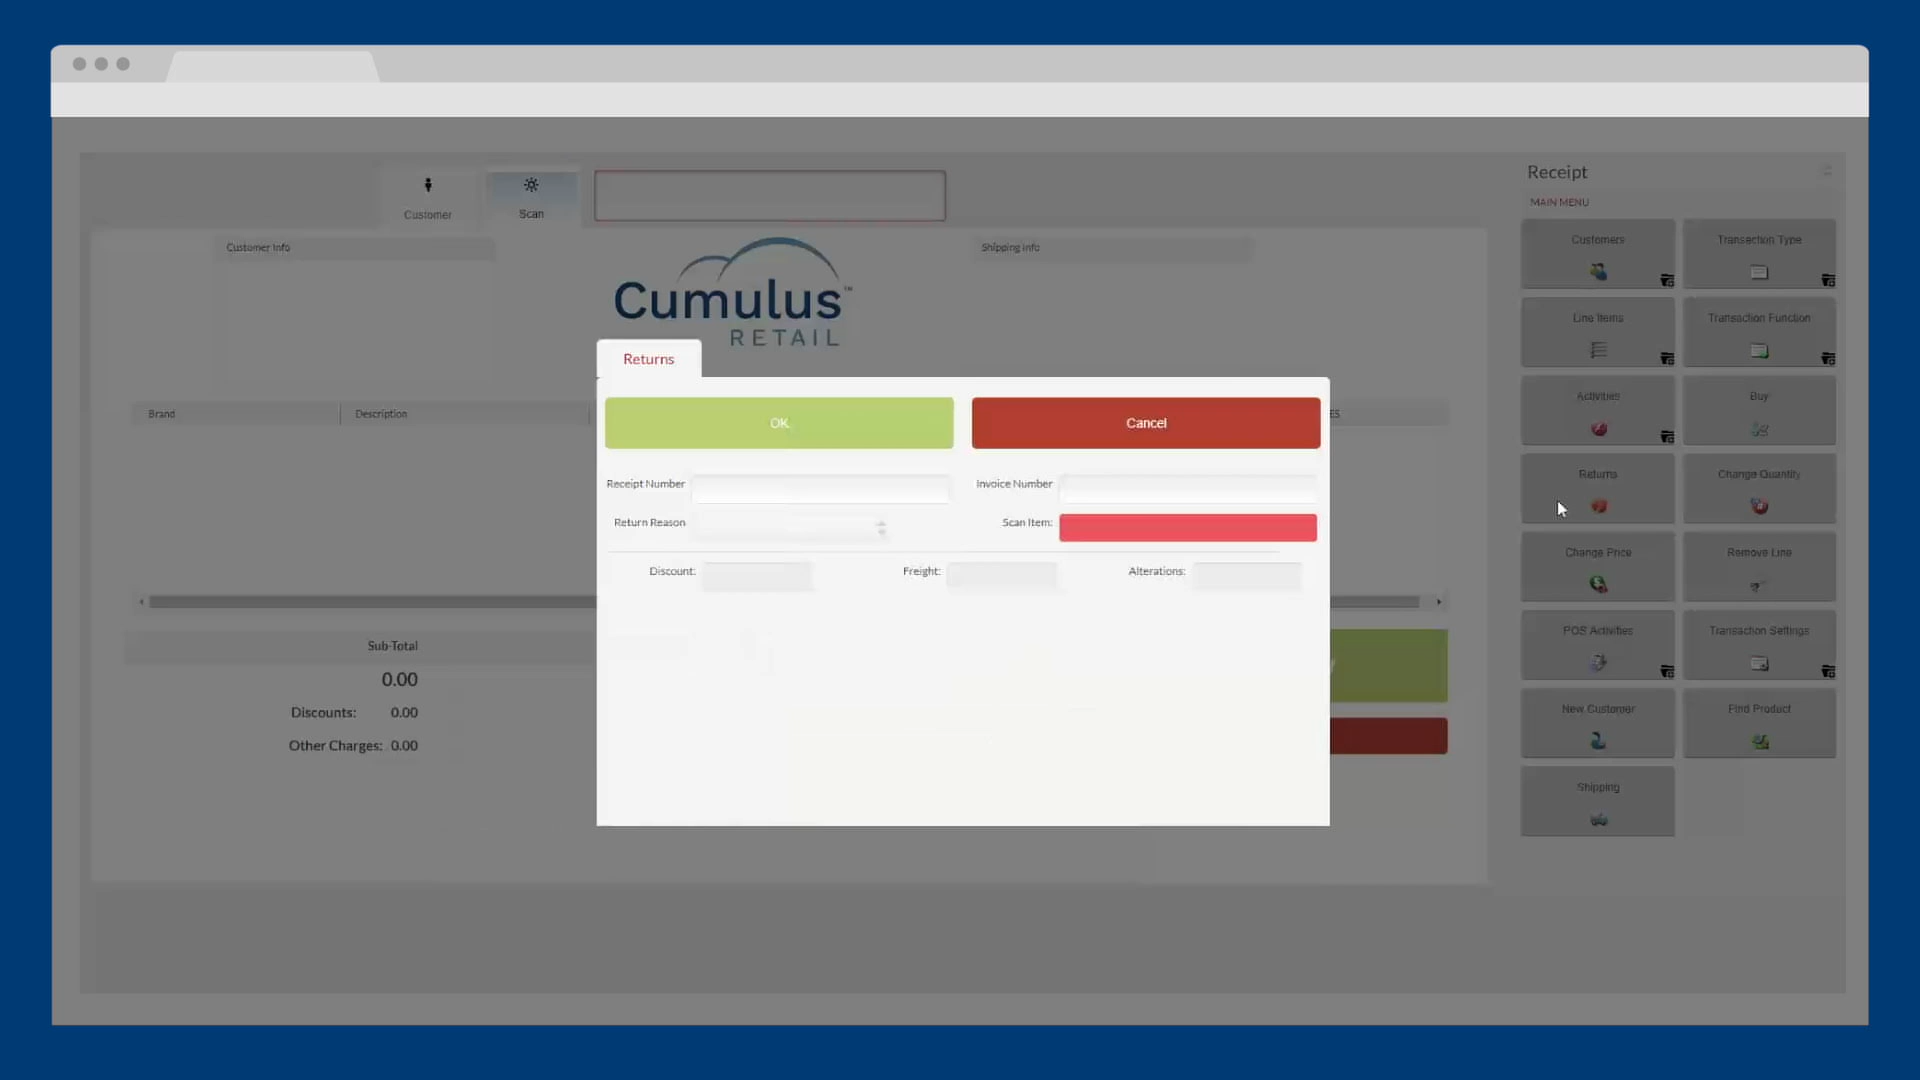 Customer
Scan
Receipt
MAIN MENU
Customer Info
Cumulus™
RETAIL
Shipping Info
Customers
Transaction Type
Line Items
Transaction Function
Returns
Brand
Description
ES
Activities
Buy
OK
Cancel
Receipt Number
Invoice Number
Return Reason
Scan Item:
Discount:
Freight:
Alterations:
Returns
Change Quantity
Change Price
Remove Line
Sub-Total
0.00
Discounts: 0.00
Other Charges: 0.00
POS Activities
Transaction Settings
New Customer
Find Product
Shipping